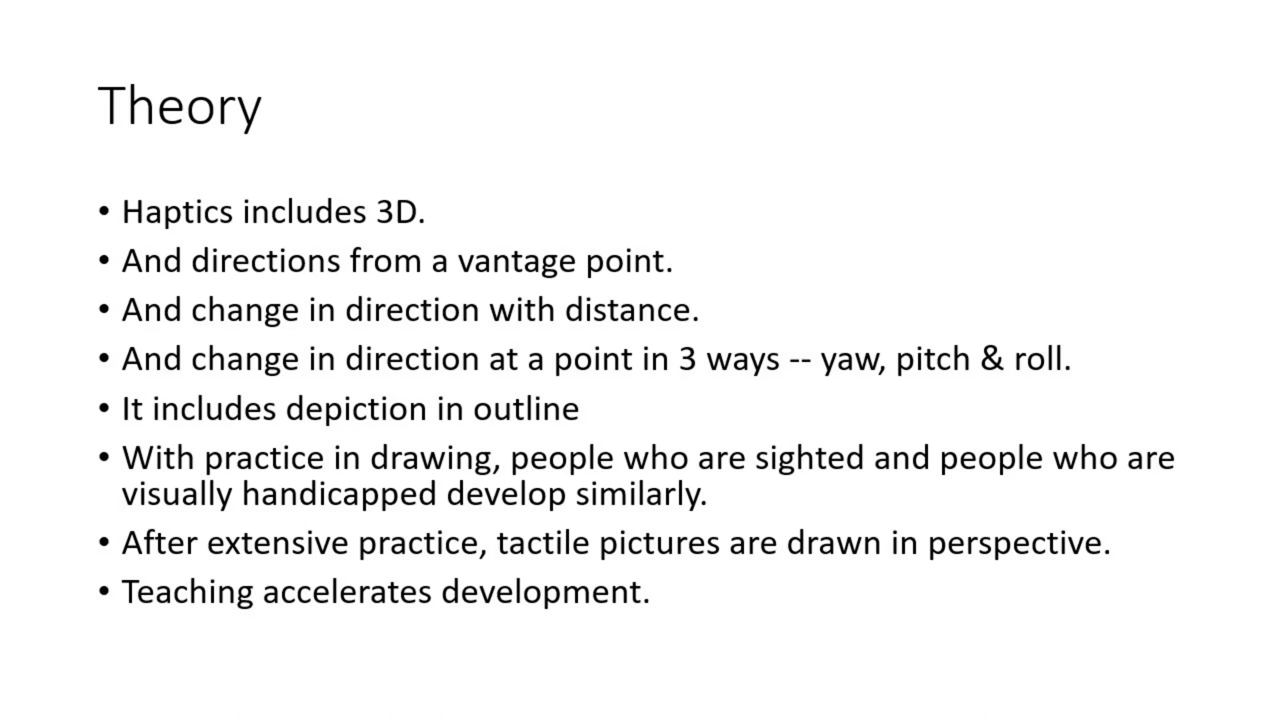 Theory
• Haptics includes 3D.
• And directions from a vantage point.
• And change in direction with distance.
• And change in direction at a point in 3 ways -- yaw, pitch & roll.
• It includes depiction in outline
• With practice in drawing, people who are sighted and people who are
visually handicapped develop similarly.
• After extensive practice, tactile pictures are drawn in perspective.
• Teaching accelerates development.